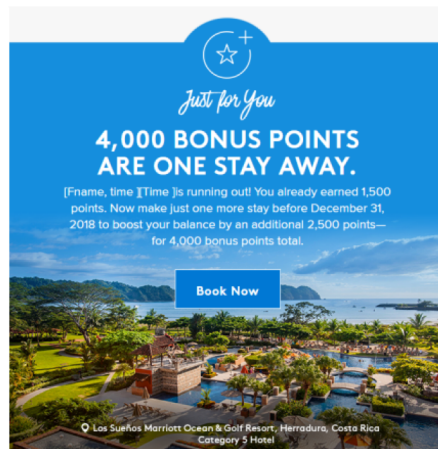 Just for You
4,000 BONUS POINTS
ARE ONE STAY AWAY.
[Fname, time ][Time ]is running out! You already earned 1,500
points. Now make just one more stay before December 31,
2018 to boost your balance by an additional 2,500 points—
for 4,000 bonus points total.
Book Now
Los Sueños Marriott Ocean & Golf Resort, Herradura, Costa Rica
Category 5 Hotel